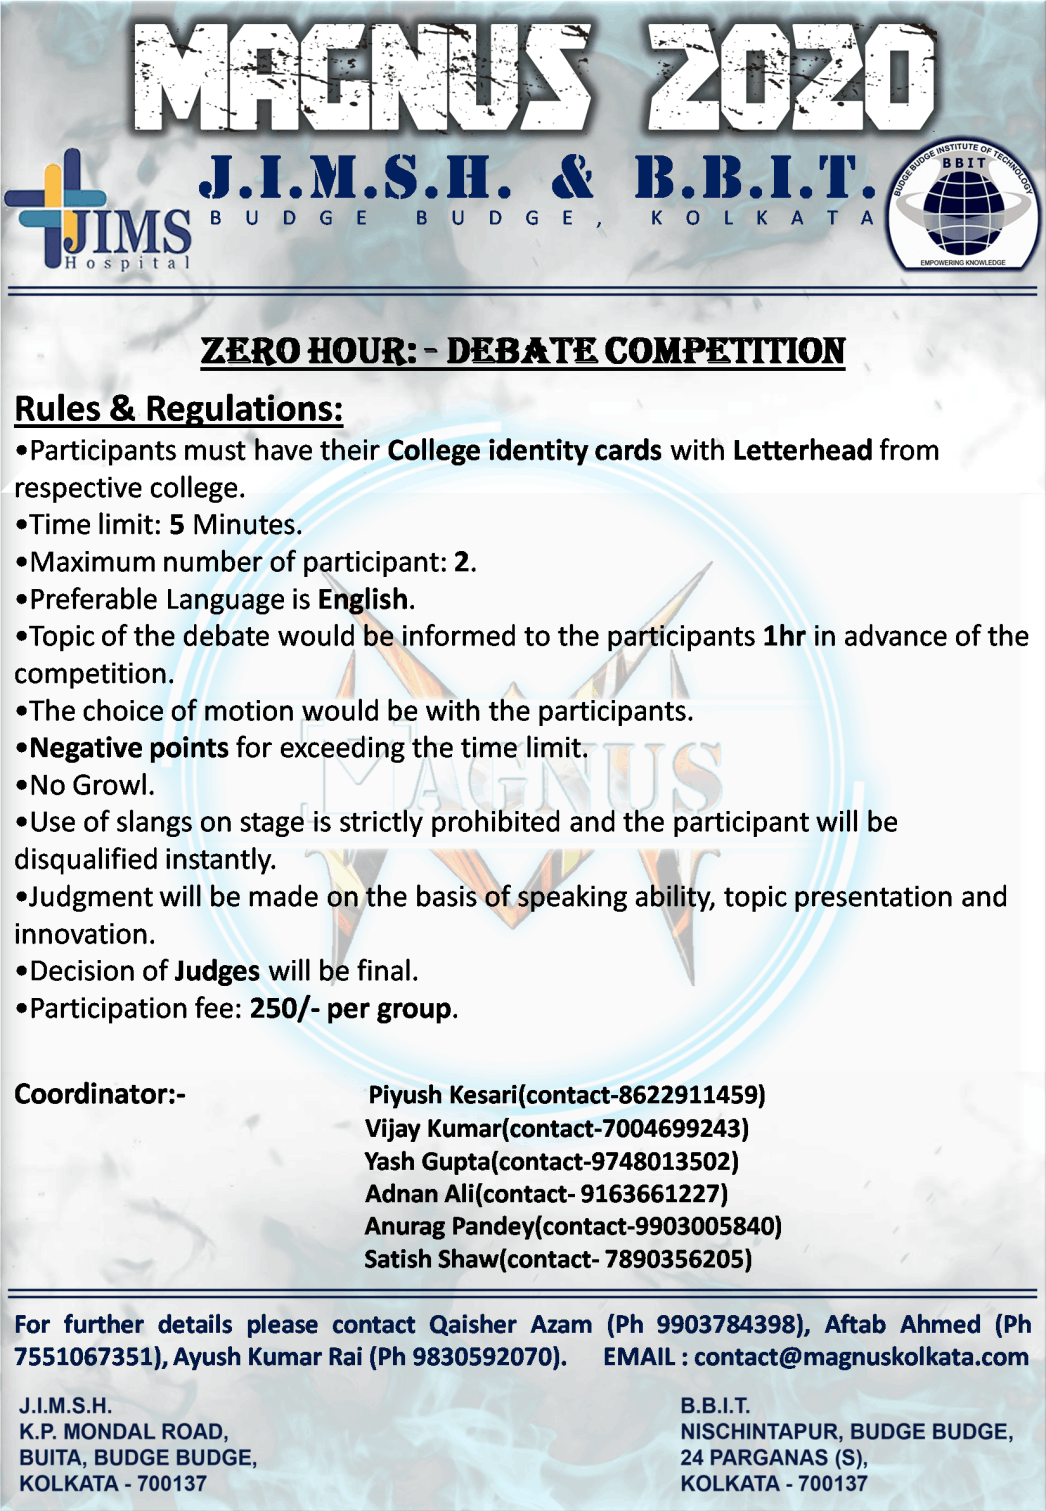 MAGNUS 2020
J.I.M.S.H. & B.B.I.T.
BUDGE BUDGE, KOLKATA
JIMS
Hospital
BUDGE BUDGE INSTITUTE OF TECHNOLOGY
BBIT
EMPOWERING KNOWLEDGE
ZERO HOUR: - DEBATE COMPETITION
Rules & Regulations:
•Participants must have their College identity cards with Letterhead from
respective college.
•Time limit: 5 Minutes.
•Maximum number of participant: 2.
•Preferable Language is English.
•Topic of the debate would be informed to the participants 1hr in advance of the
competition.
•The choice of motion would be with the participants.
•Negative points for exceeding the time limit.
•No Growl.
•Use of slangs on stage is strictly prohibited and the participant will be
disqualified instantly.
•Judgment will be made on the basis of speaking ability, topic presentation and
innovation.
•Decision of Judges will be final.
•Participation fee: 250/- per group.
MAGNUS
Coordinator:- Piyush Kesari(contact-8622911459)
Vijay Kumar(contact-7004699243)
Yash Gupta(contact-9748013502)
Adnan Ali(contact- 9163661227)
Anurag Pandey(contact-9903005840)
Satish Shaw(contact- 7890356205)
For further details please contact Qaisher Azam (Ph 9903784398), Aftab Ahmed (Ph
7551067351), Ayush Kumar Rai (Ph 9830592070). EMAIL : contact@magnuskolkata.com
J.I.M.S.H.
K.P. MONDAL ROAD,
BUITA, BUDGE BUDGE,
KOLKATA - 700137
B.B.I.T.
NISCHINTAPUR, BUDGE BUDGE,
24 PARGANAS (S),
KOLKATA - 700137